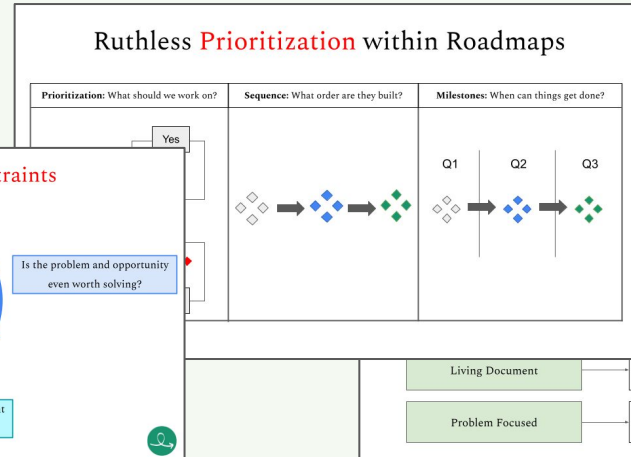 Ruthless Prioritization within Roadmaps
Prioritization: What should we work on?
Sequence: What order are they built?
Milestones: When can things get done?
Yes
Q1
Q2
Q3
Is the problem and opportunity
even worth solving?
Living Document
Problem Focused